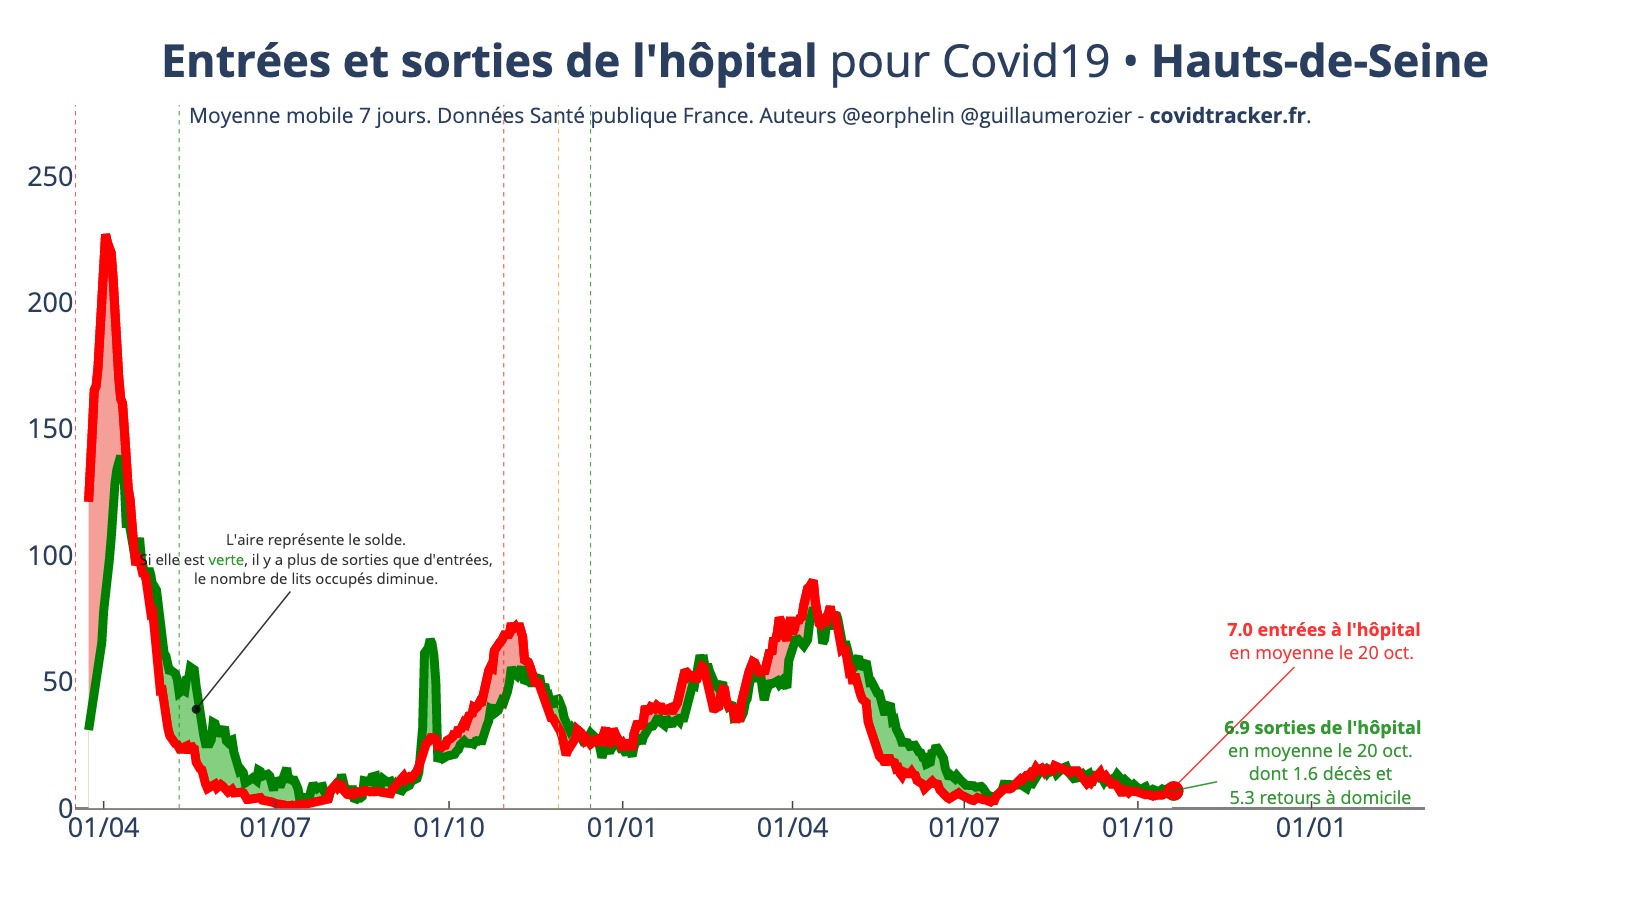 Entrées et sorties de l'hôpital pour Covid19 • Hauts-de-Seine
Moyenne mobile 7 jours. Données Santé publique France. Auteurs @eorphelin @guillaumerozier - covidtracker.fr.
250
200
150
100
50
0
L'aire représente le solde.
Si elle est verte, il y a plus de sorties que d'entrées,
le nombre de lits occupés diminue.
7.0 entrées à l'hôpital
en moyenne le 20 oct.
6.9 sorties de l'hôpital
en moyenne le 20 oct.
dont 1.6 décès et
5.3 retours à domicile
01/04
01/07
01/10
01/01
01/04
01/07
01/10
01/01